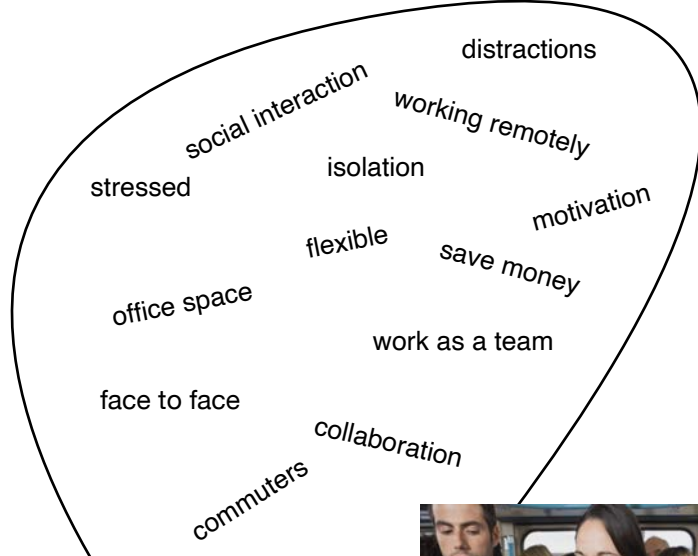 distractions
social interaction
working remotely
isolation
stressed
motivation
flexible
save money
office space
work as a team
face to face
collaboration
commuters